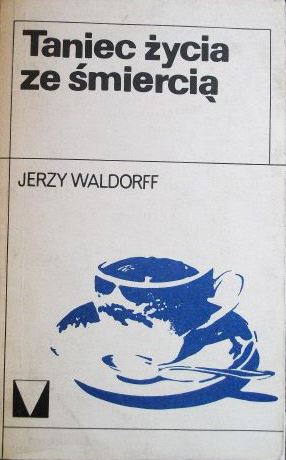 Taniec życia
ze śmiercią
JERZY WALDORFF